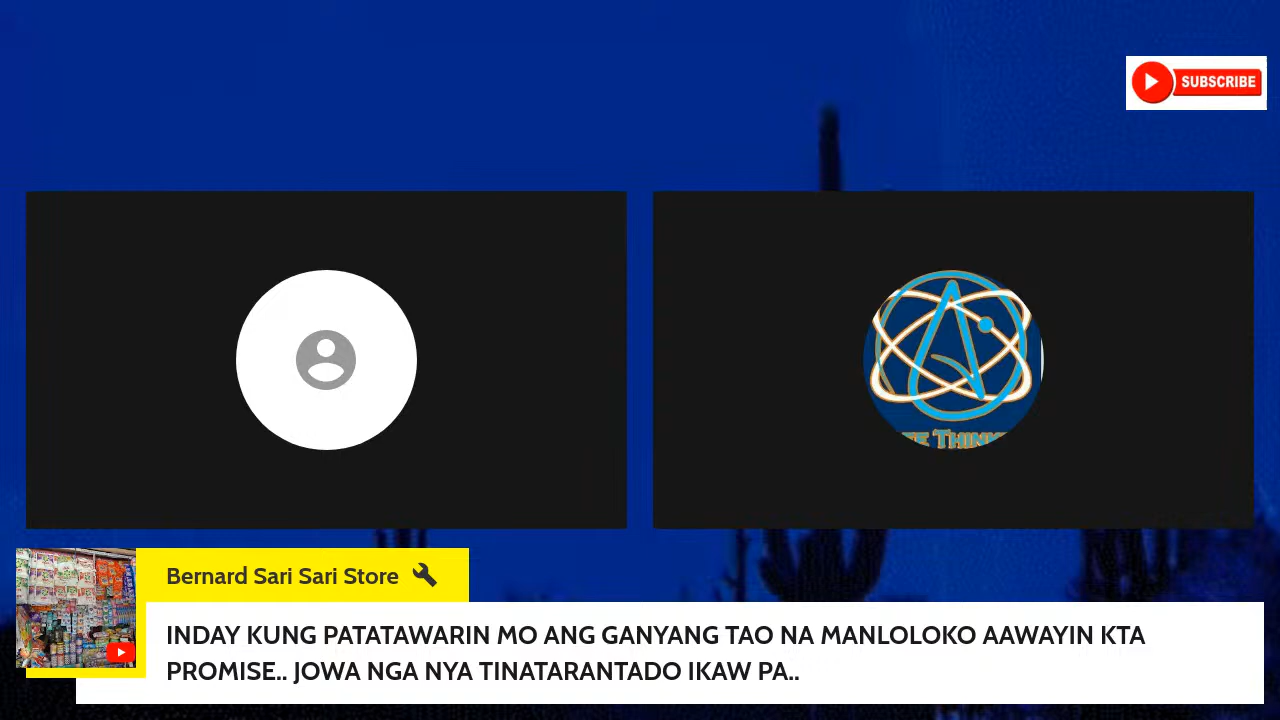 SUBSCRIBE
THINK
Bernard Sari Sari Store
INDAY KUNG PATATAWARIN MO ANG GANYANG TAO NA MANLOLOKO AAWAYIN KTA
PROMISE.. JOWA NGA NYA TINATARANTADO IKAW PA..